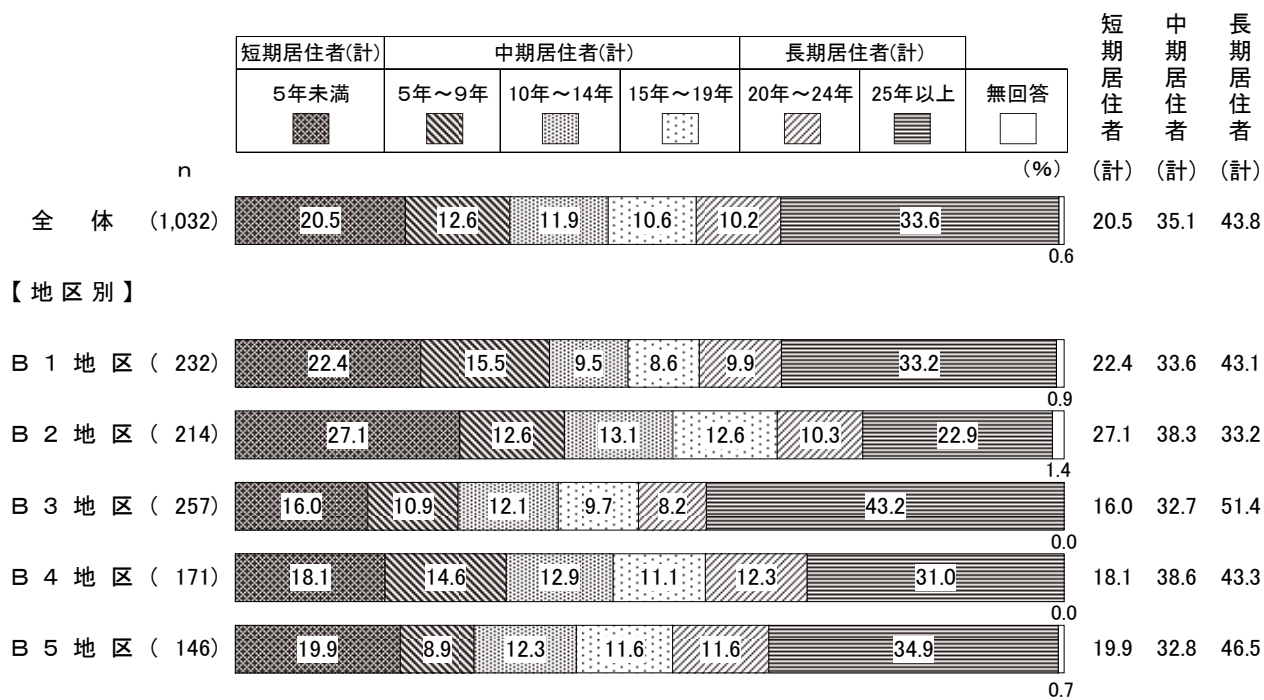 短期居住者(計) 中期居住者(計) 長期居住者(計)
5年未満 5年～9年 10年～14年 15年～19年 20年～24年 25年以上 無回答
短期居住者(計) 中期居住者(計) 長期居住者(計)
n (%)
全体 (1,032) 20.5 12.6 11.9 10.6 10.2 33.6 20.5 35.1 43.8
0.6
【地区別】
B1地区 ( 232) 22.4 15.5 9.5 8.6 9.9 33.2 22.4 33.6 43.1
0.9
B2地区 ( 214) 27.1 12.6 13.1 12.6 10.3 22.9 27.1 38.3 33.2
1.4
B3地区 ( 257) 16.0 10.9 12.1 9.7 8.2 43.2 16.0 32.7 51.4
0.0
B4地区 ( 171) 18.1 14.6 12.9 11.1 12.3 31.0 18.1 38.6 43.3
0.0
B5地区 ( 146) 19.9 8.9 12.3 11.6 11.6 34.9 19.9 32.8 46.5
0.7